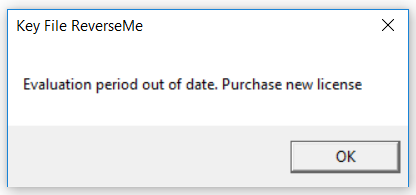 Key File ReverseMe
Evaluation period out of date. Purchase new license
OK